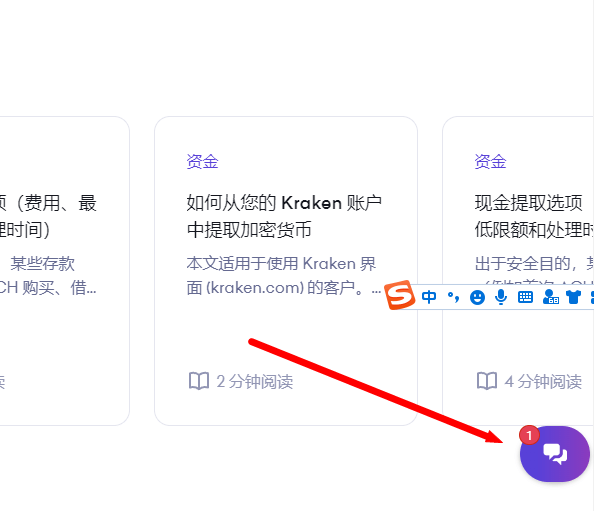 项（费用、最
理时间）
某些存款
CH 购买、借...
读
资金
如何从您的 Kraken 账户
中提取加密货币
本文适用于使用 Kraken 界
面 (kraken.com) 的客户。...
2 分钟阅读
资金
现金提取选项
低限额和处理时
出于安全目的，某
4 分钟阅读
中
1